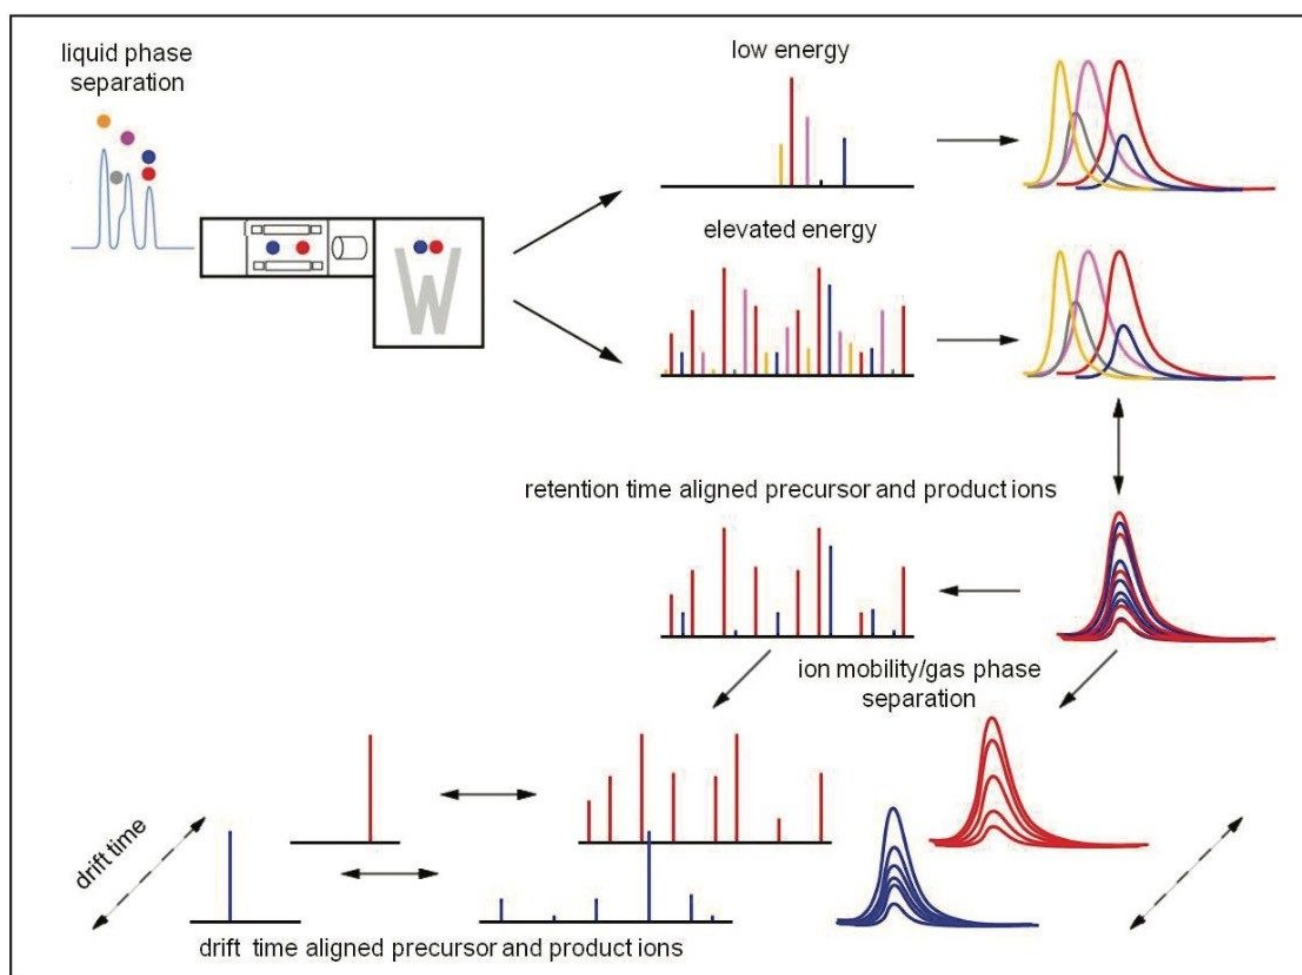 liquid phase
separation
low energy
elevated energy
W
retention time aligned precursor and product ions
ion mobility/gas phase
separation
drift time
drift time aligned precursor and product ions